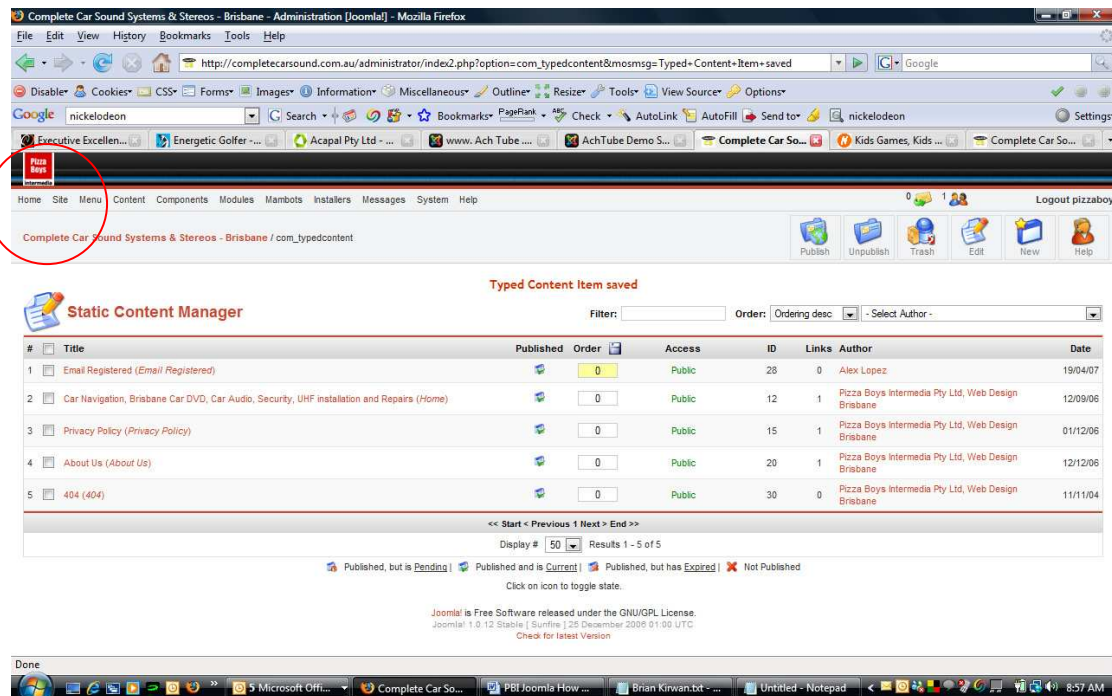 Complete Car Sound Systems & Stereos - Brisbane - Administration [Joomla!] - Mozilla Firefox
File Edit View History Bookmarks Tools Help
http://completecarsound.com.au/administrator/index2.php?option=com_typedcontent&mosmsg=Typed+Content+Item+saved
Google
Disable Cookies CSS Forms Images Information Miscellaneous Outline Resize Tools View Source Options
Google nickelodeon Search Bookmarks PageRank Check AutoLink AutoFill Send to nickelodeon Settings
Executive Excellen... Energetic Golfer -... Acapal Pty Ltd - ... www. Ach Tube .... AchTube Demo S... Complete Car So... Kids Games, Kids ... Complete Car So...
Pizza
Boys
intermedia
Home Site Menu Content Components Modules Mambots Installers Messages System Help 0 1 Logout pizzaboy
Complete Car Sound Systems & Stereos - Brisbane / com_typedcontent
Publish Unpublish Trash Edit New Help
Typed Content Item saved
Static Content Manager Filter: Order: Ordering desc - Select Author -
# Title Published Order Access ID Links Author Date
1 Email Registered (Email Registered) 0 Public 28 0 Alex Lopez 19/04/07
2 Car Navigation, Brisbane Car DVD, Car Audio, Security, UHF installation and Repairs (Home) 0 Public 12 1 Pizza Boys Intermedia Pty Ltd, Web Design Brisbane 12/09/06
3 Privacy Policy (Privacy Policy) 0 Public 15 1 Pizza Boys Intermedia Pty Ltd, Web Design Brisbane 01/12/06
4 About Us (About Us) 0 Public 20 1 Pizza Boys Intermedia Pty Ltd, Web Design Brisbane 12/12/06
5 404 (404) 0 Public 30 0 Pizza Boys Intermedia Pty Ltd, Web Design Brisbane 11/11/04
<< Start < Previous 1 Next > End >>
Display # 50 Results 1 - 5 of 5
Published, but is Pending | Published and is Current | Published, but has Expired | Not Published
Click on icon to toggle state.
Joomla! is Free Software released under the GNU/GPL License.
Joomla! 1.0.12 Stable [ Sunfire ] 25 December 2006 01:00 UTC
Check for latest Version
Done
5 Microsoft Offi... Complete Car So... PBI Joomla How ... Brian Kirwan.txt - ... Untitled - Notepad 8:57 AM